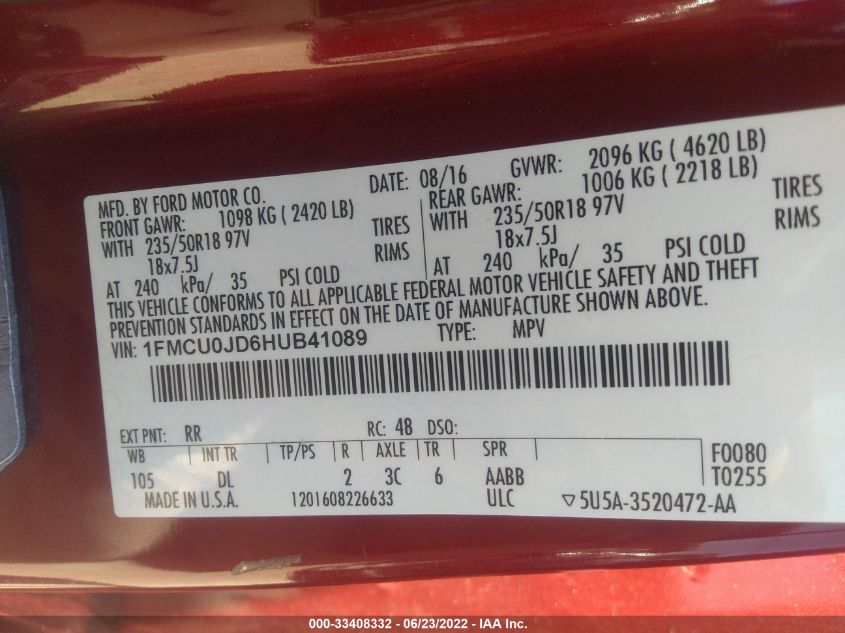 MFD. BY FORD MOTOR CO. DATE: 08/16 GVWR: 2096 KG ( 4620 LB)
FRONT GAWR: 1098 KG ( 2420 LB) REAR GAWR: 1006 KG ( 2218 LB)
WITH 235/50R18 97V TIRES WITH 235/50R18 97V TIRES
18x7.5J RIMS 18x7.5J RIMS
AT 240 kPa/ 35 PSI COLD AT 240 kPa/ 35 PSI COLD
THIS VEHICLE CONFORMS TO ALL APPLICABLE FEDERAL MOTOR VEHICLE SAFETY AND THEFT
PREVENTION STANDARDS IN EFFECT ON THE DATE OF MANUFACTURE SHOWN ABOVE.
VIN: 1FMCU0JD6HUB41089 TYPE: MPV
EXT PNT: RR RC: 48 DSO:
WB INT TR TP/PS R AXLE TR SPR F0080
105 DL 2 3C 6 AABB T0255
MADE IN U.S.A. 1201608226633 ULC ▽5U5A-3520472-AA
000-33408332 - 06/23/2022 - IAA Inc.